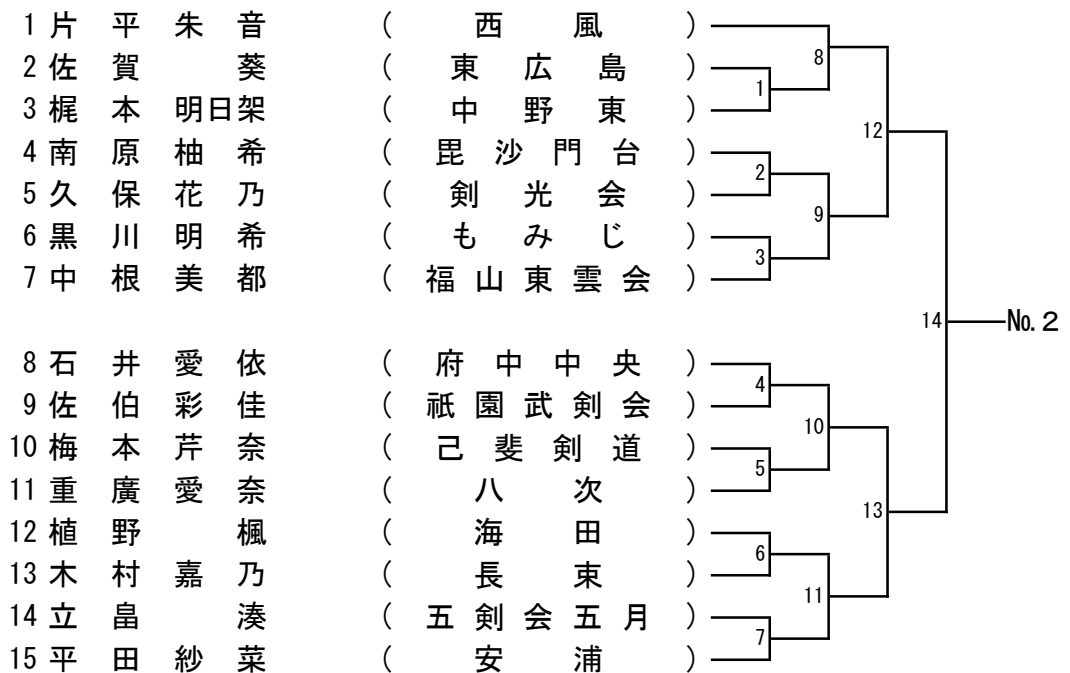 1 片平朱音 ( 西風 )
2 佐賀葵 ( 東広島 )
3 梶本明日架 ( 中野東 )
4 南原柚希 ( 毘沙門台 )
5 久保花乃 ( 剣光会 )
6 黒川明希 ( もみじ )
7 中根美都 ( 福山東雲会 )
8 石井愛依 ( 府中中央 )
9 佐伯彩佳 ( 祇園武剣会 )
10 梅本芹奈 ( 己斐剣道 )
11 重廣愛奈 ( 八次 )
12 植野楓 ( 海田 )
13 木村嘉乃 ( 長束 )
14 立畠湊 ( 五剣会五月 )
15 平田紗菜 ( 安浦 )
1
2
3
4
5
6
7
8
9
10
11
12
13
14
№2